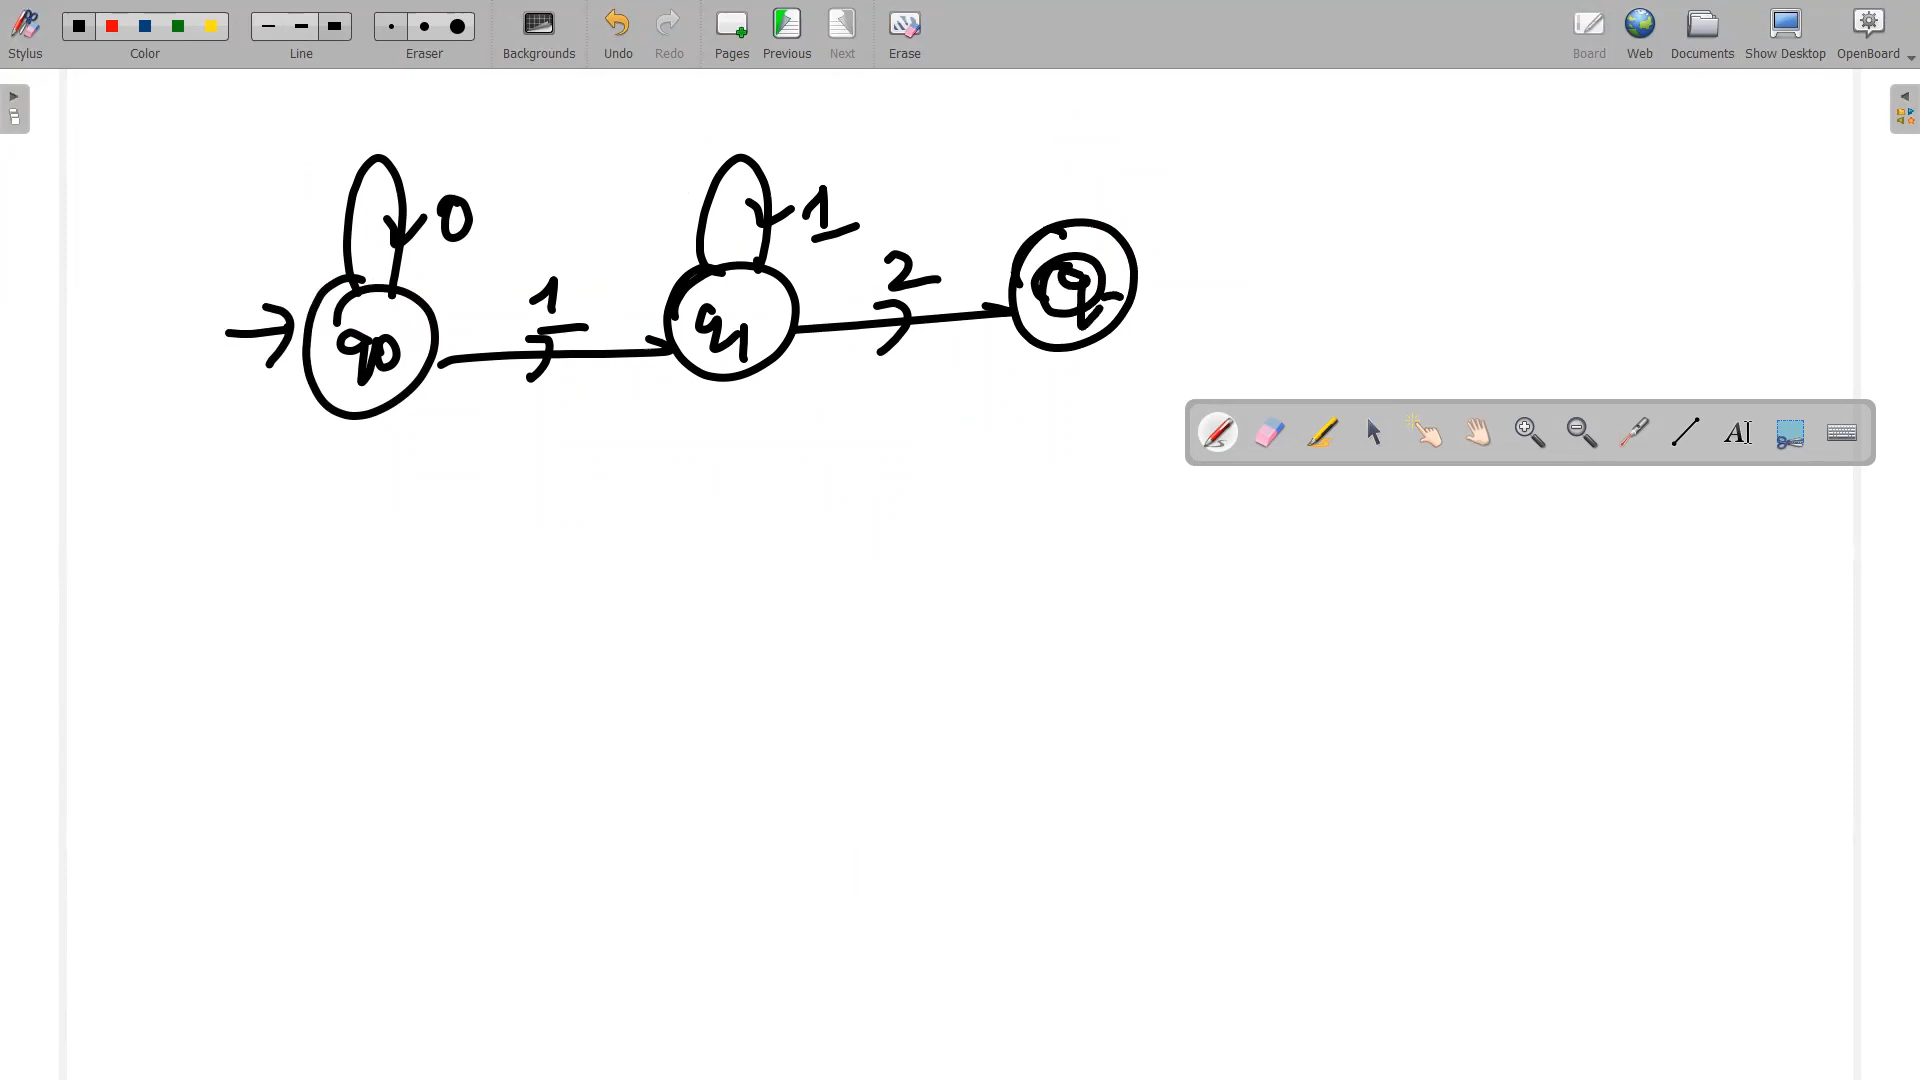 Stylus Color Line Eraser Backgrounds Undo Redo Pages Previous Next Erase Board Web Documents Show Desktop OpenBoard
0 1
1 2
q0 q1 q2